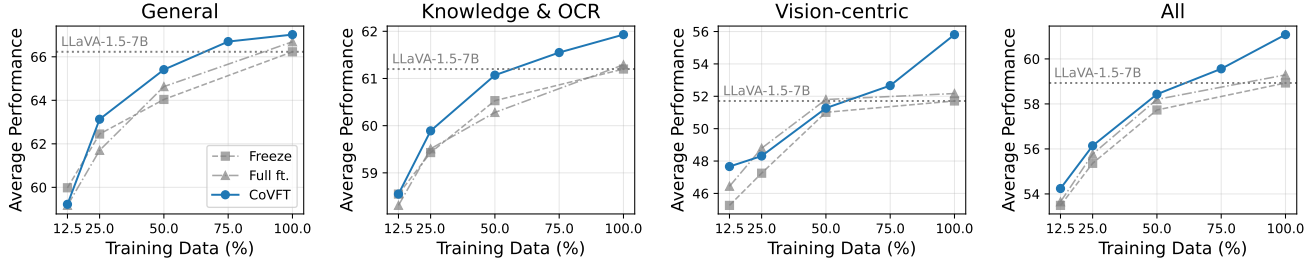 General
Average Performance
66
64
62
60
LLaVA-1.5-7B
Freeze
Full ft.
CoVFT
12.5 25.0 50.0 75.0 100.0
Training Data (%)
Knowledge & OCR
Average Performance
62
61
60
59
LLaVA-1.5-7B
12.5 25.0 50.0 75.0 100.0
Training Data (%)
Vision-centric
Average Performance
56
54
52
50
48
46
LLaVA-1.5-7B
12.5 25.0 50.0 75.0 100.0
Training Data (%)
All
Average Performance
60
58
56
54
LLaVA-1.5-7B
12.5 25.0 50.0 75.0 100.0
Training Data (%)